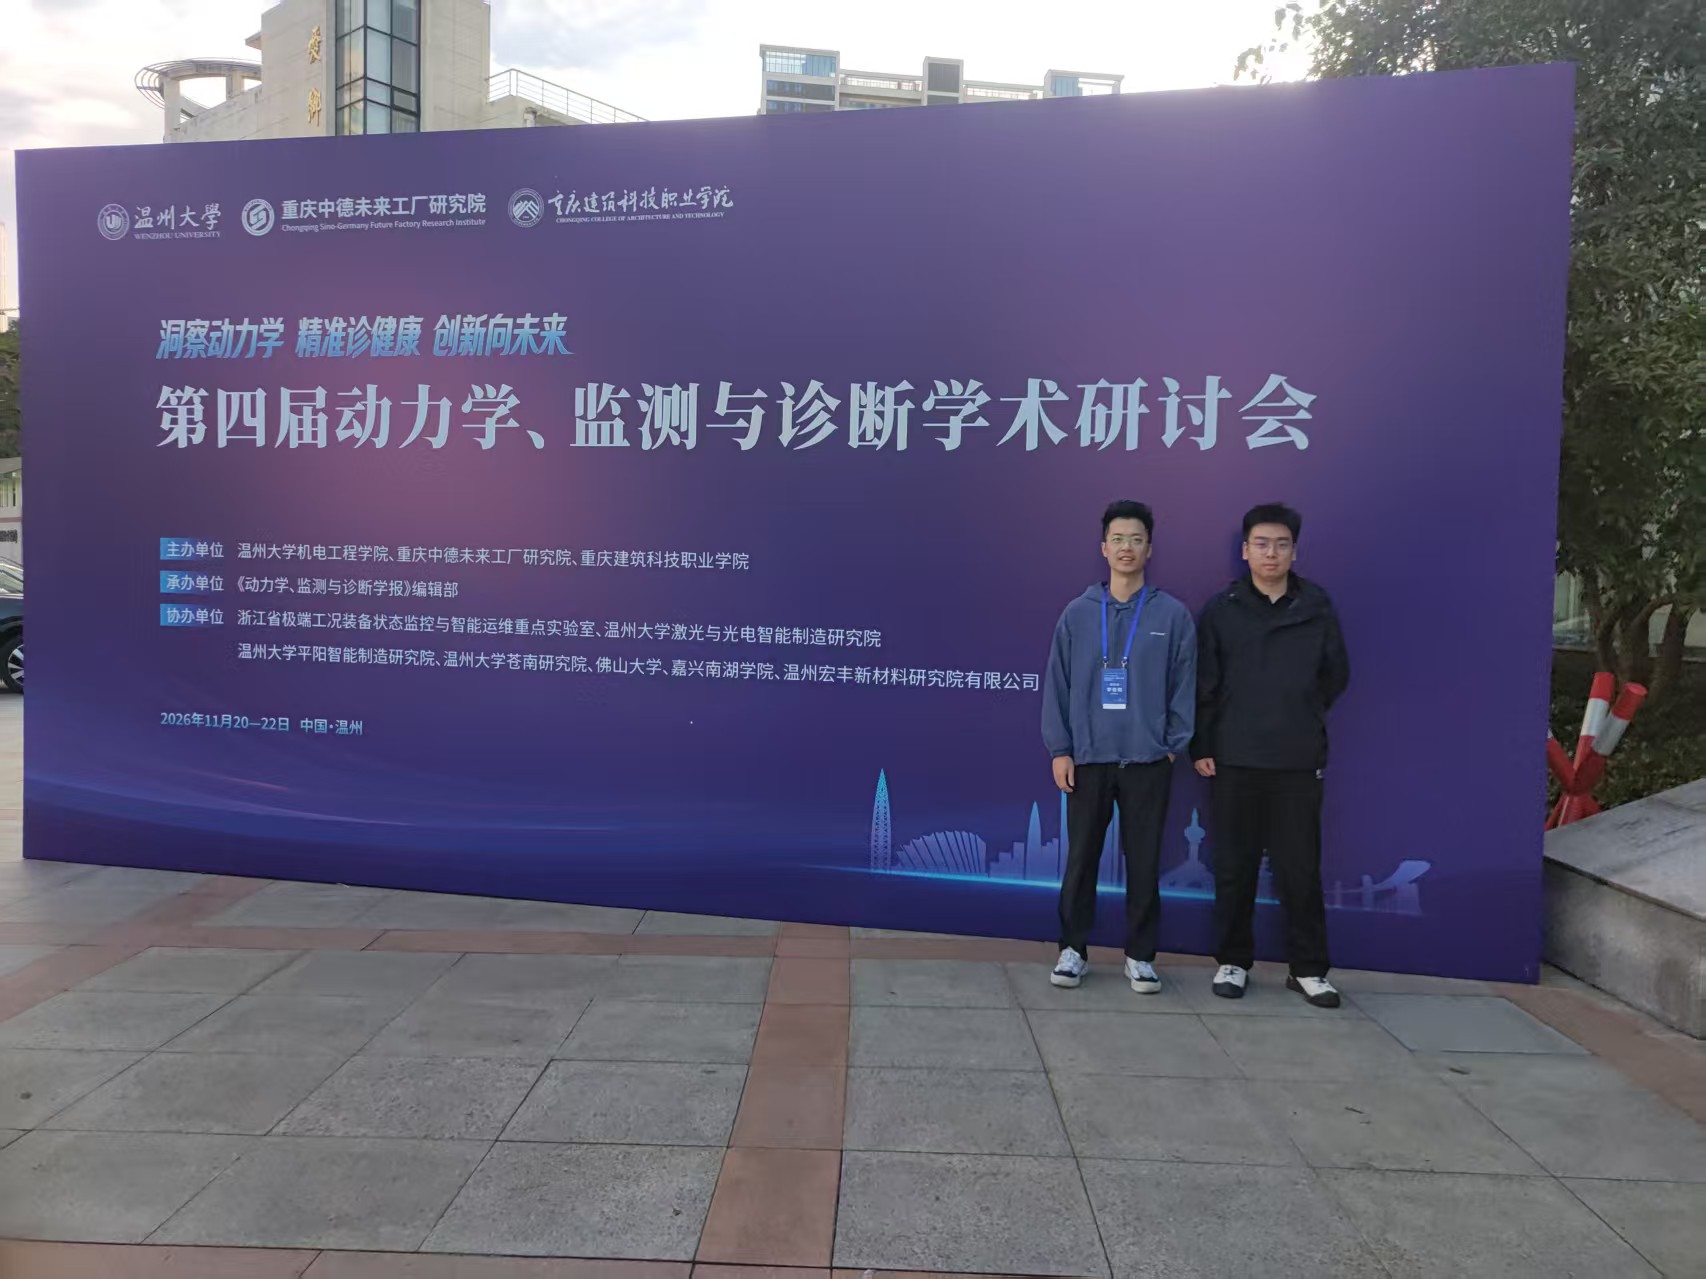 温州大学
WENZHOU UNIVERSITY
重庆中德未来工厂研究院
Chongqing Sino-Germany Future Factory Research Institute
重庆建筑科技职业学院
CHONGQING COLLEGE OF ARCHITECTURE AND TECHNOLOGY
洞察动力学 精准诊健康 创新向未来
第四届动力学、监测与诊断学术研讨会
主办单位 温州大学机电工程学院、重庆中德未来工厂研究院、重庆建筑科技职业学院
承办单位 《动力学、监测与诊断学报》编辑部
协办单位 浙江省极端工况装备状态监控与智能运维重点实验室、温州大学激光与光电智能制造研究院
温州大学平阳智能制造研究院、温州大学苍南研究院、佛山大学、嘉兴南湖学院、温州宏丰新材料研究院有限公司
2026年11月20—22日 中国·温州